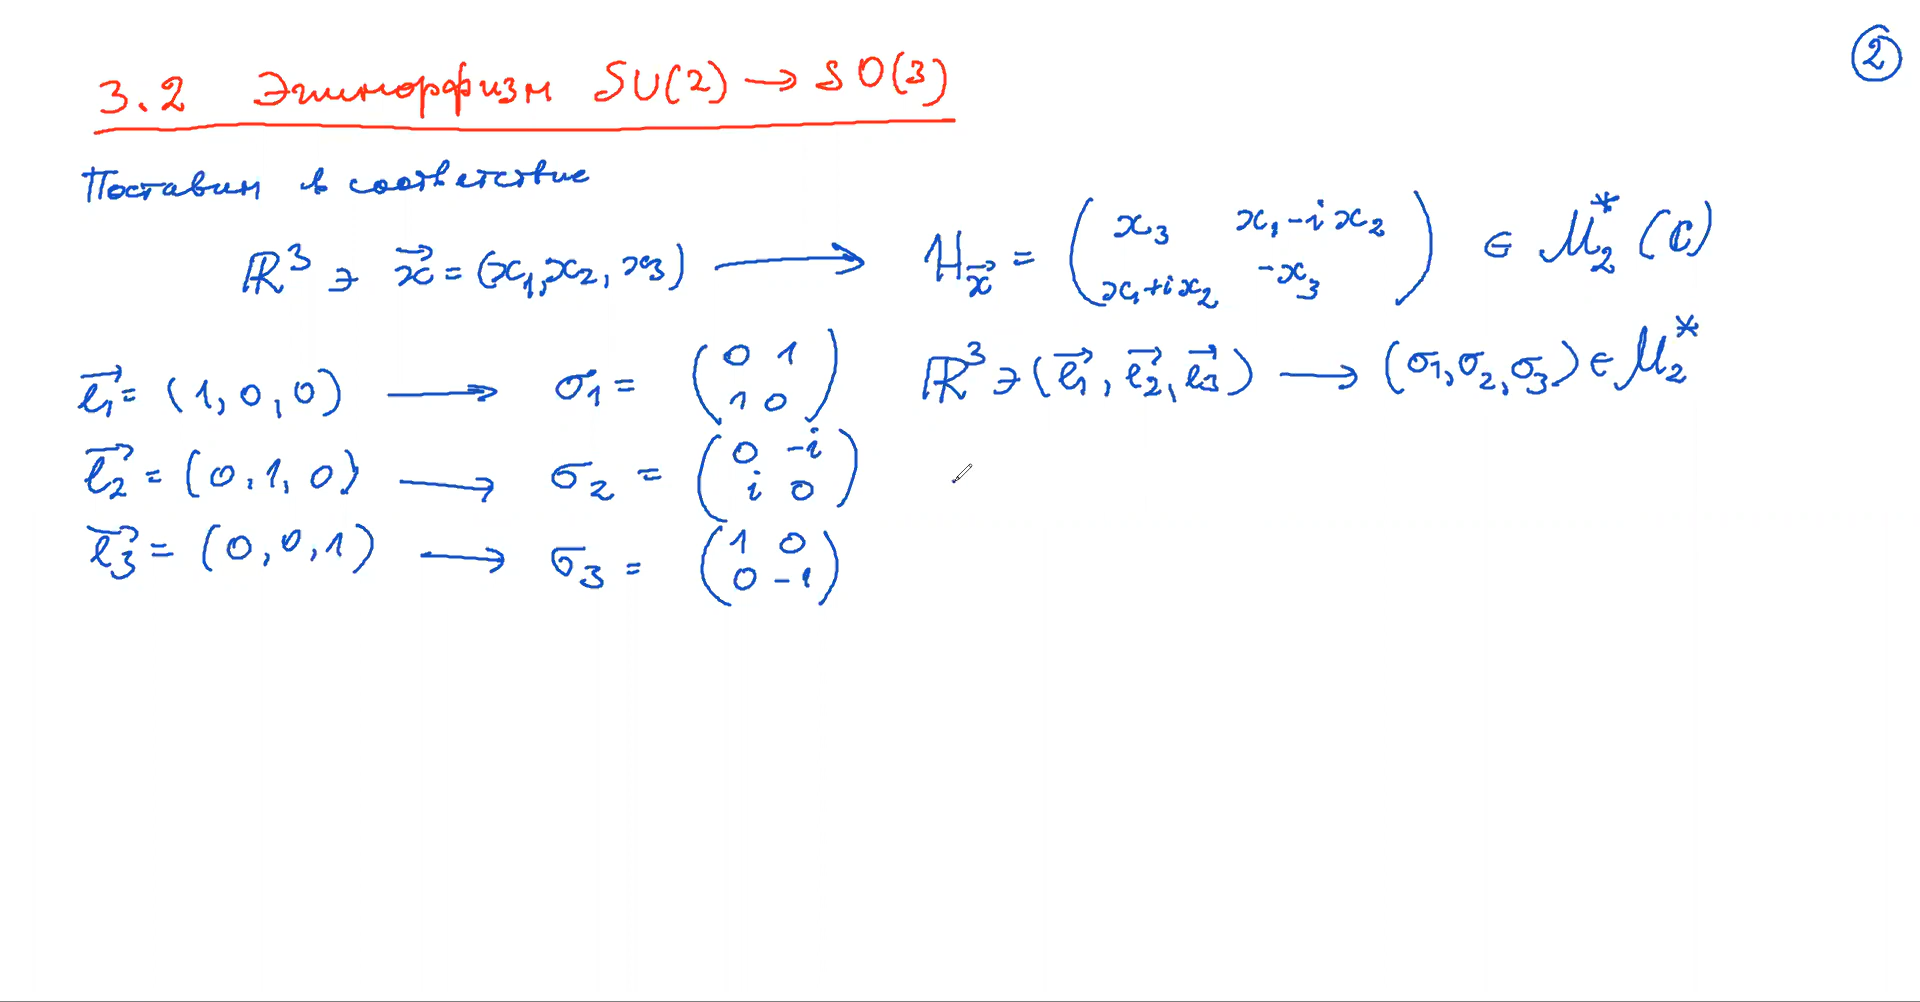 ②
3.2 Эпиморфизм SU(2) → SO(3)
Поставим в соответствие
ℝ³ ∋ x⃗ = (x₁, x₂, x₃) ⟶ H_x⃗ = ( x₃ x₁-ix₂ ; x₁+ix₂ -x₃ ) ∈ M₂*(ℂ)
e⃗₁ = (1, 0, 0) ⟶ σ₁ = ( 0 1 ; 1 0 ) ℝ³ ∋ (e⃗₁, e⃗₂, e⃗₃) ⟶ (σ₁, σ₂, σ₃) ∈ M₂*
e⃗₂ = (0, 1, 0) ⟶ σ₂ = ( 0 -i ; i 0 )
e⃗₃ = (0, 0, 1) ⟶ σ₃ = ( 1 0 ; 0 -1 )